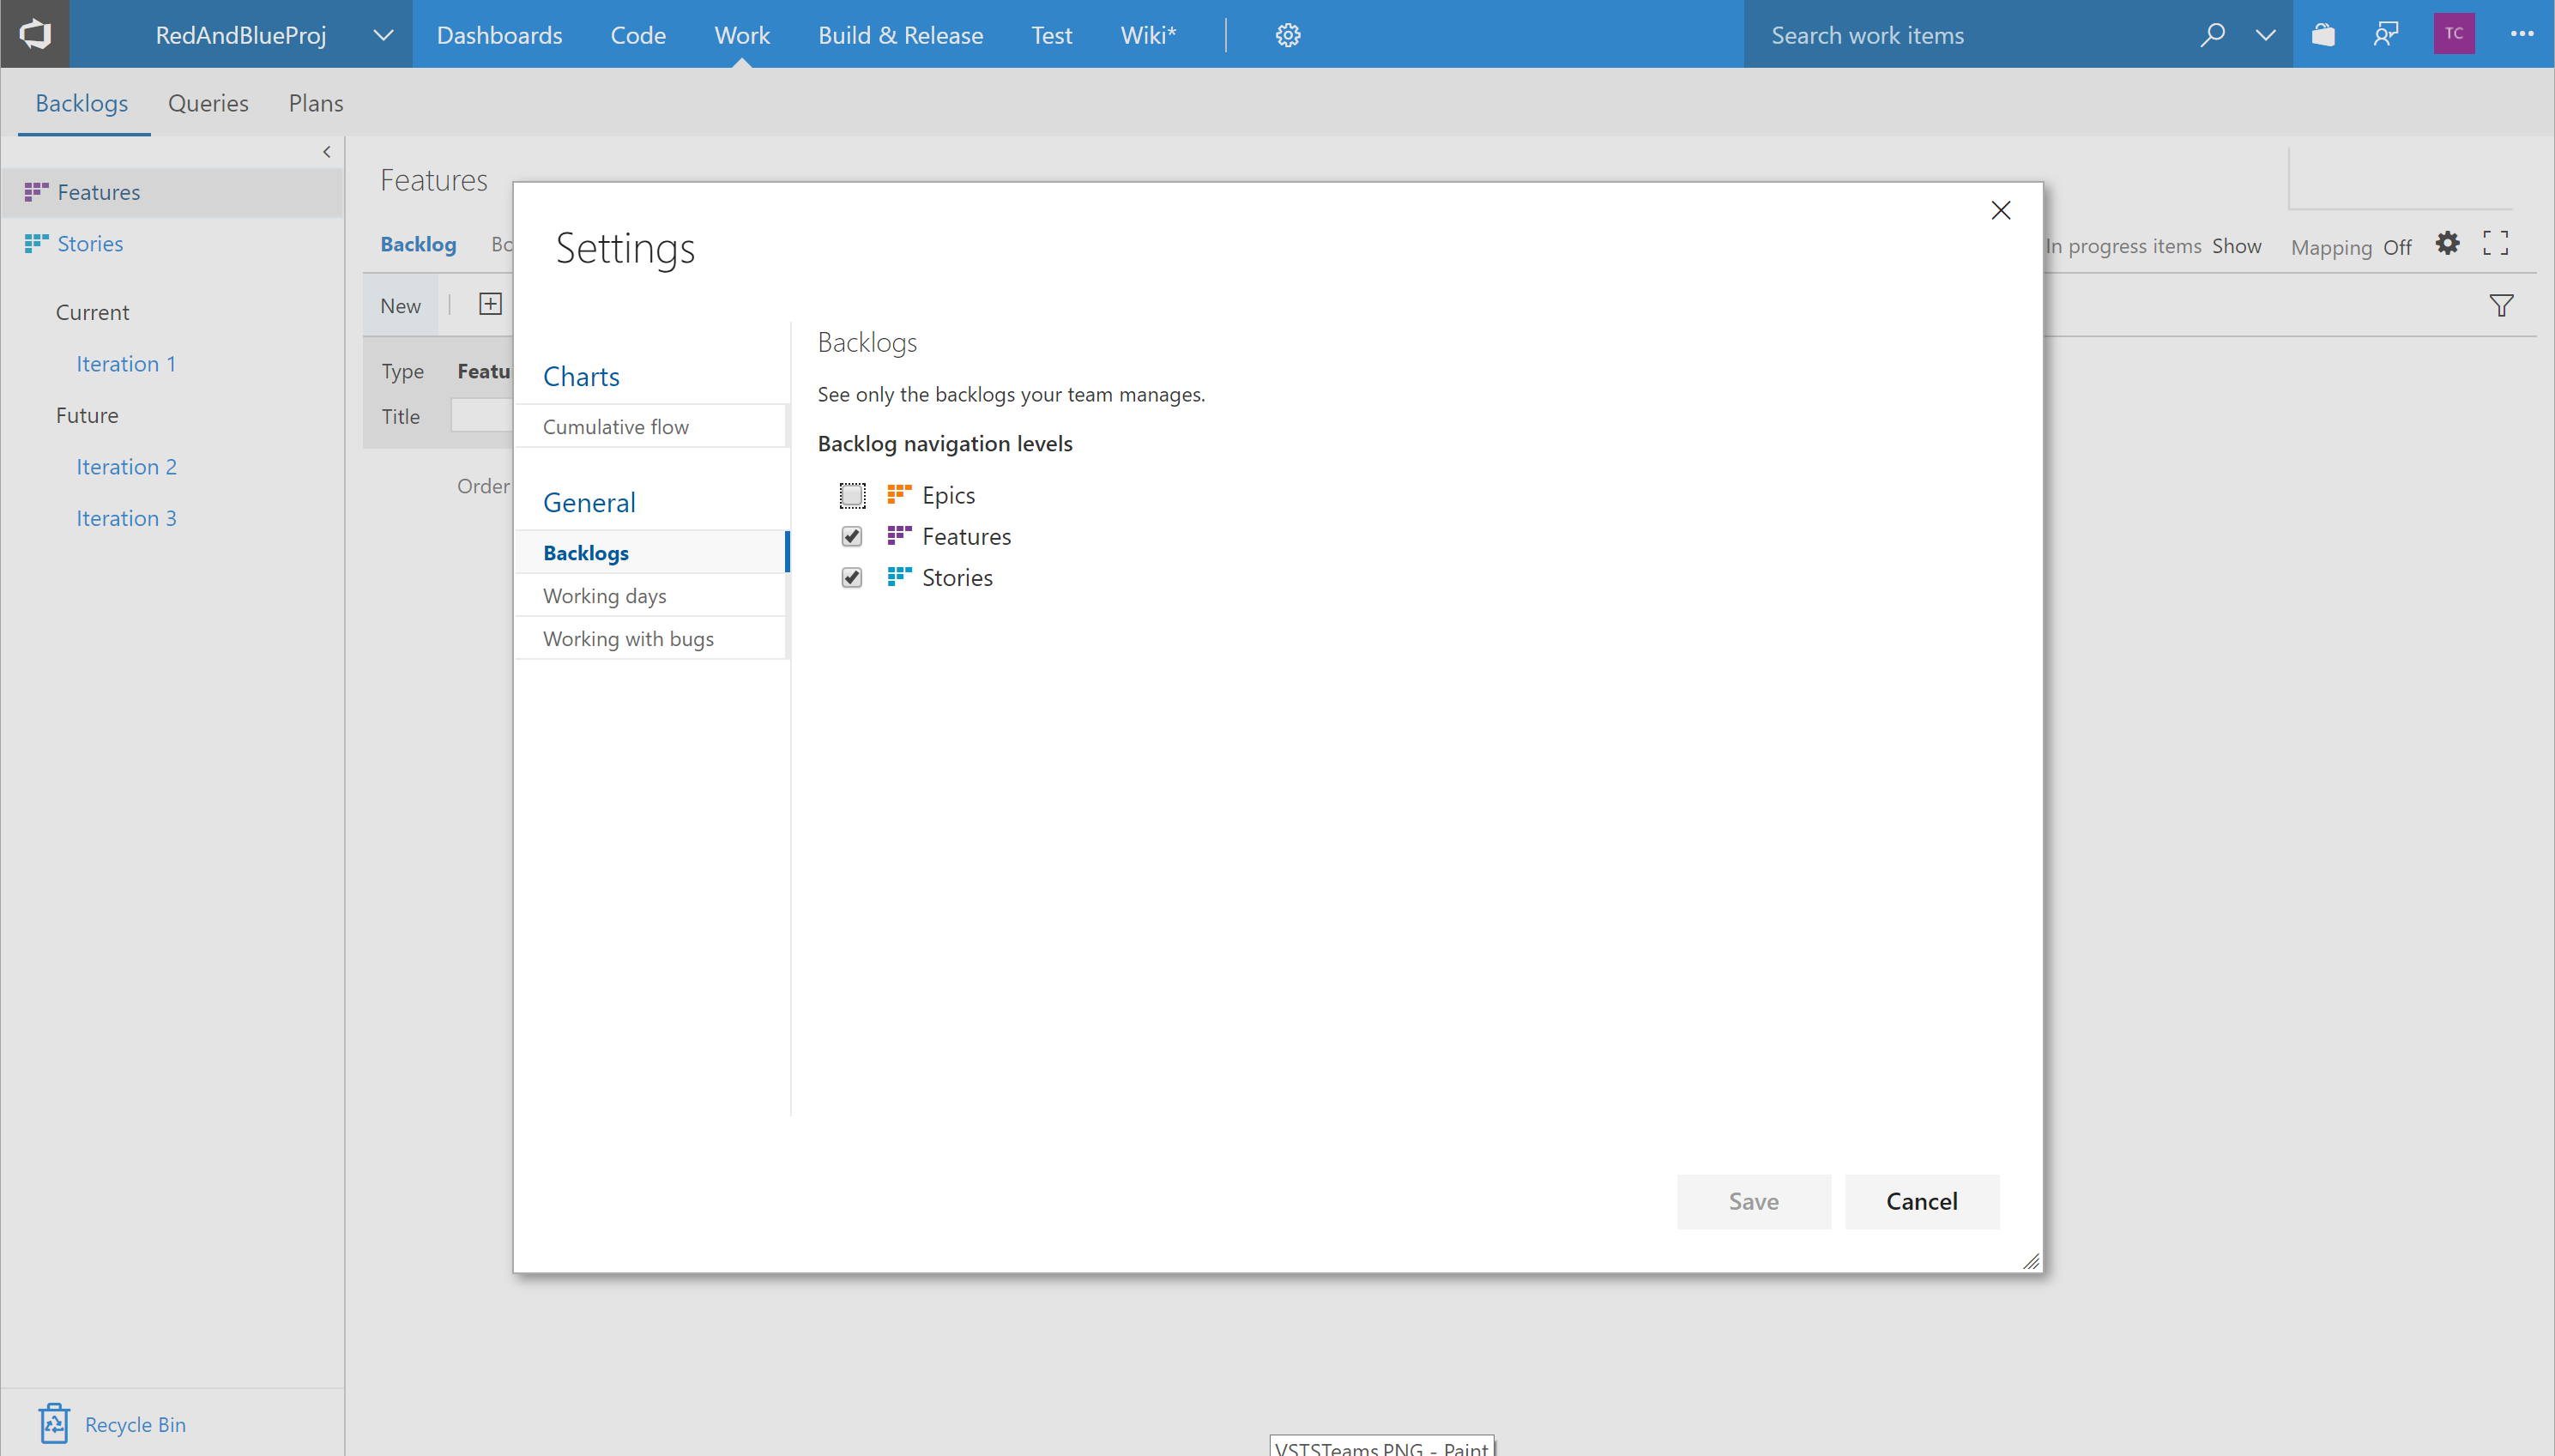 RedAndBlueProj Dashboards Code Work Build & Release Test Wiki* Search work items TC
Backlogs Queries Plans
Features
Stories
Current
Iteration 1
Future
Iteration 2
Iteration 3
Recycle Bin
Features
Backlog Bo
In progress items Show Mapping Off
New
Type Featu
Title
Order
Settings
Charts
Cumulative flow
General
Backlogs
Working days
Working with bugs
Backlogs
See only the backlogs your team manages.
Backlog navigation levels
Epics
Features
Stories
Save Cancel
VSTSTeams.PNG - Paint